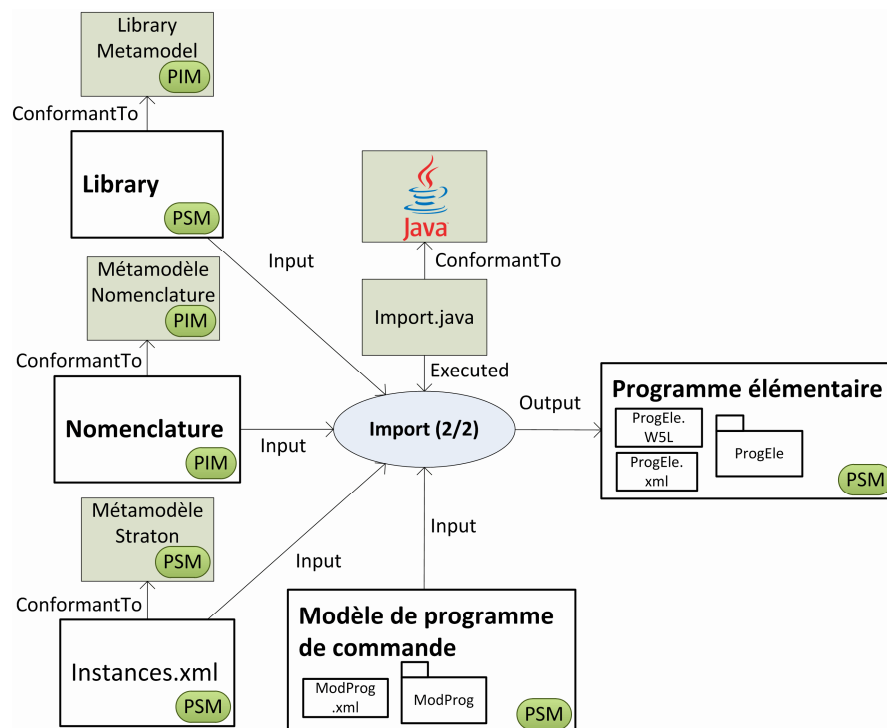 Library
Metamodel
PIM
ConformantTo
Library
PSM
Input
Java
ConformantTo
Import.java
Executed
Métamodèle
Nomenclature
PIM
ConformantTo
Nomenclature
PIM
Input
Import (2/2)
Output
Programme élémentaire
ProgEle.
W5L
ProgEle.
xml
ProgEle
PSM
Métamodèle
Straton
PSM
ConformantTo
Instances.xml
PSM
Input
Input
Modèle de programme
de commande
ModProg
.xml
ModProg
PSM